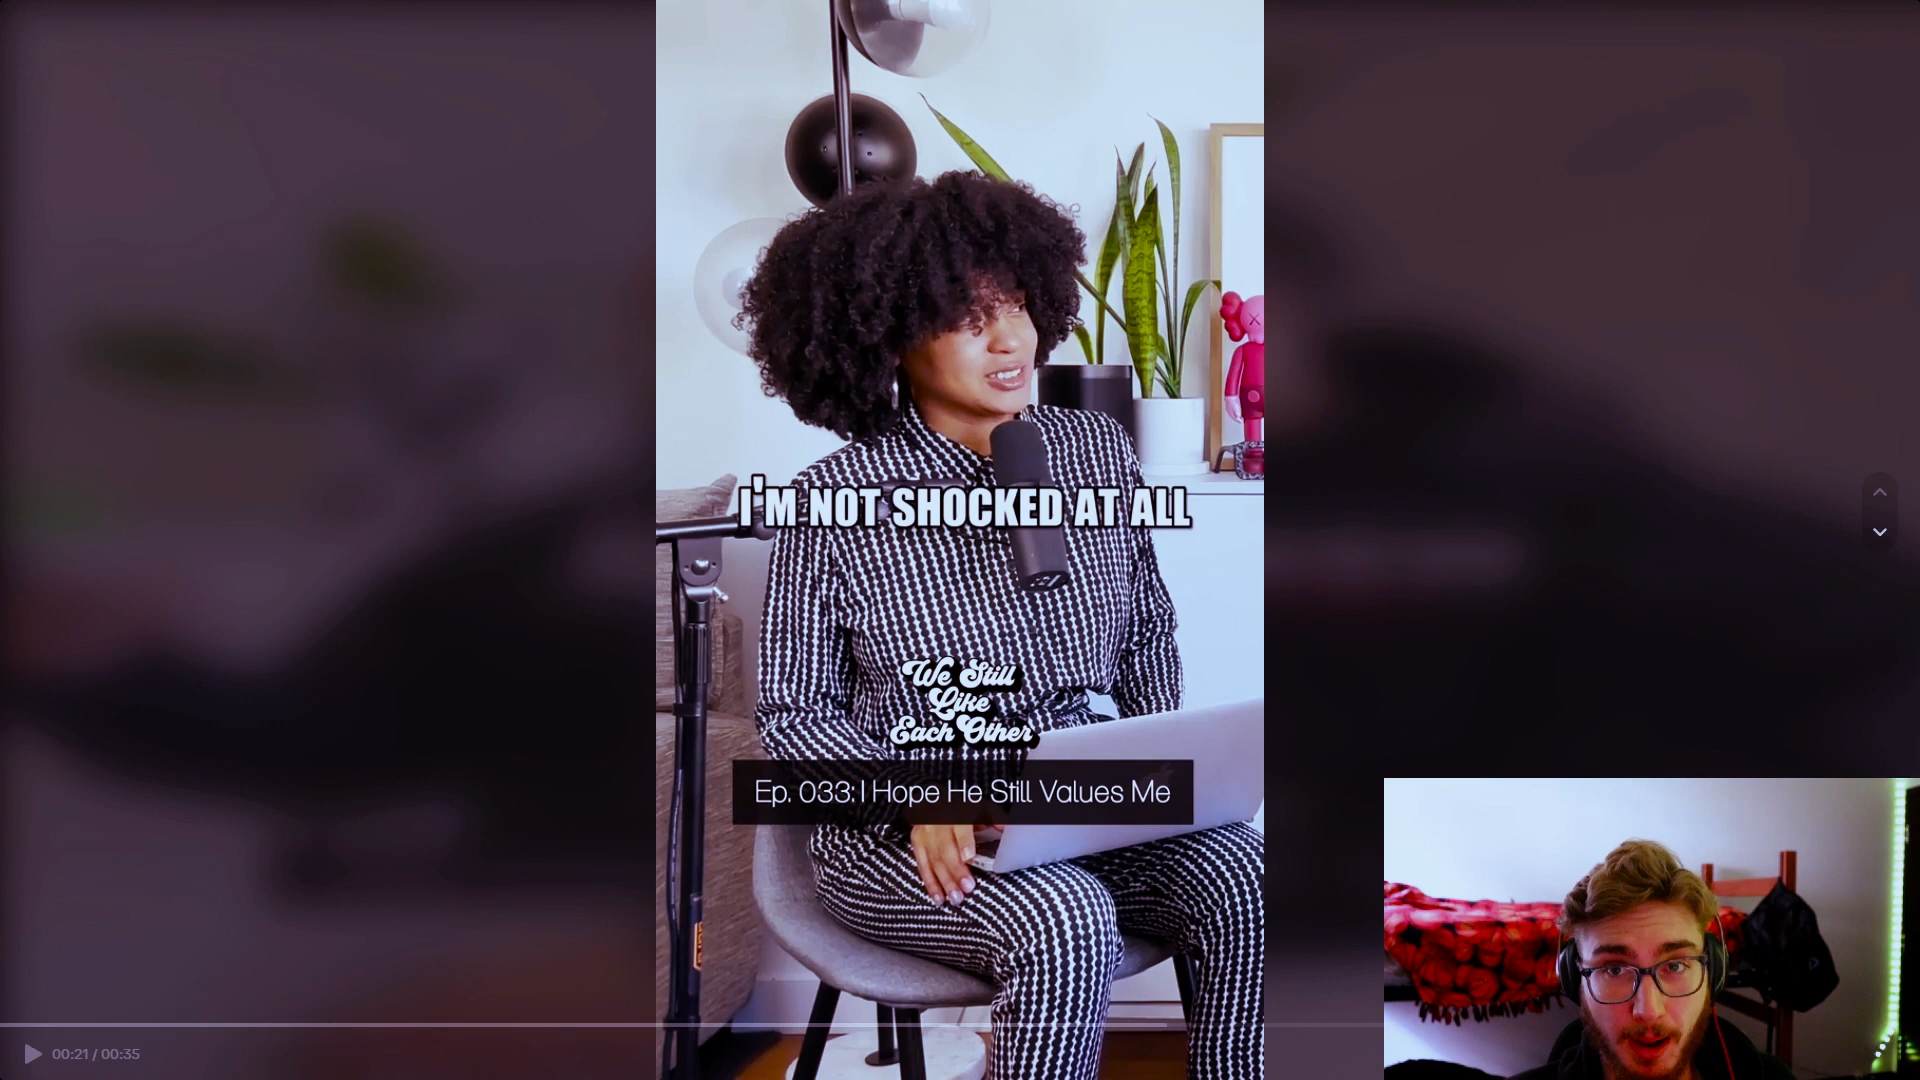 I'M NOT SHOCKED AT ALL
We Still
Like
Each Other
Ep. 033: I Hope He Still Values Me
00:21 / 00:35